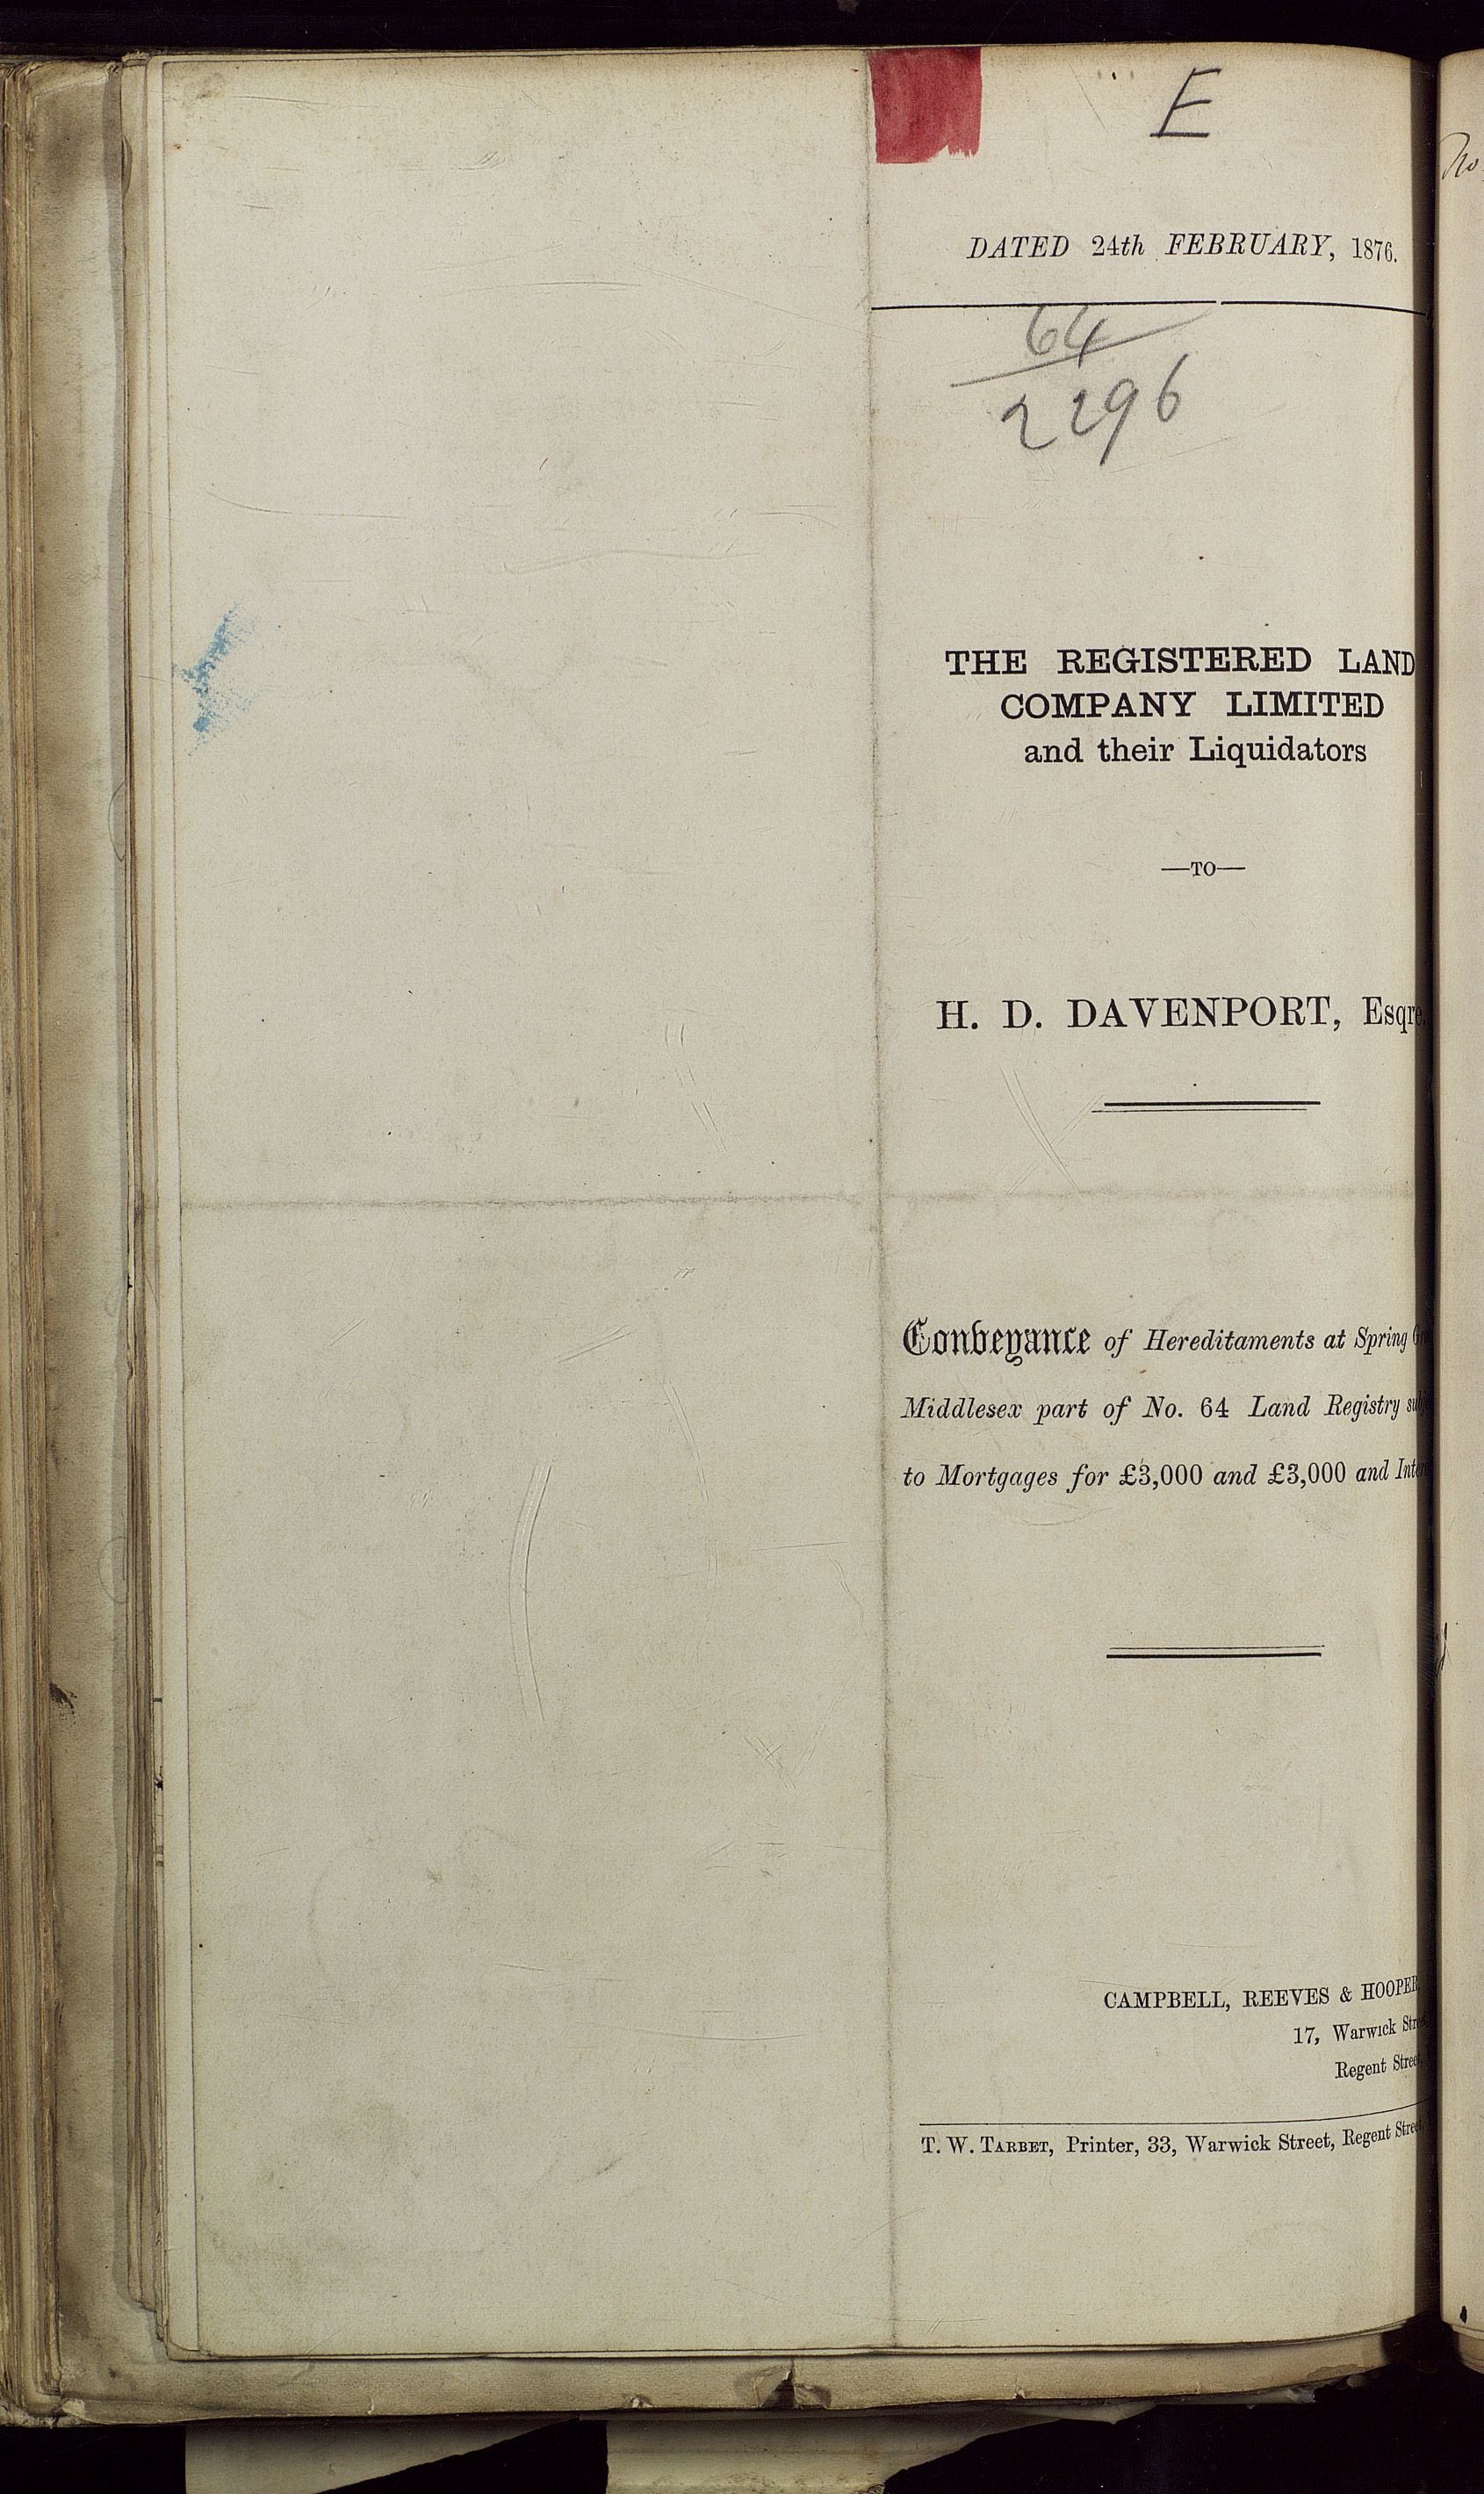 E
DATED 24th FEBRUARY, 1876.
64
2296
THE REGISTERED LAND
COMPANY LIMITED
and their Liquidators
—TO—
H. D. DAVENPORT, Esqre.
Conveyance of Hereditaments at Spring
Middlesex part of No. 64 Land Registry
to Mortgages for £3,000 and £3,000 and
CAMPBELL, REEVES & HOOPER,
17, Warwick
Regent Street
T. W. TARBET, Printer, 33, Warwick Street, Regent Street
No